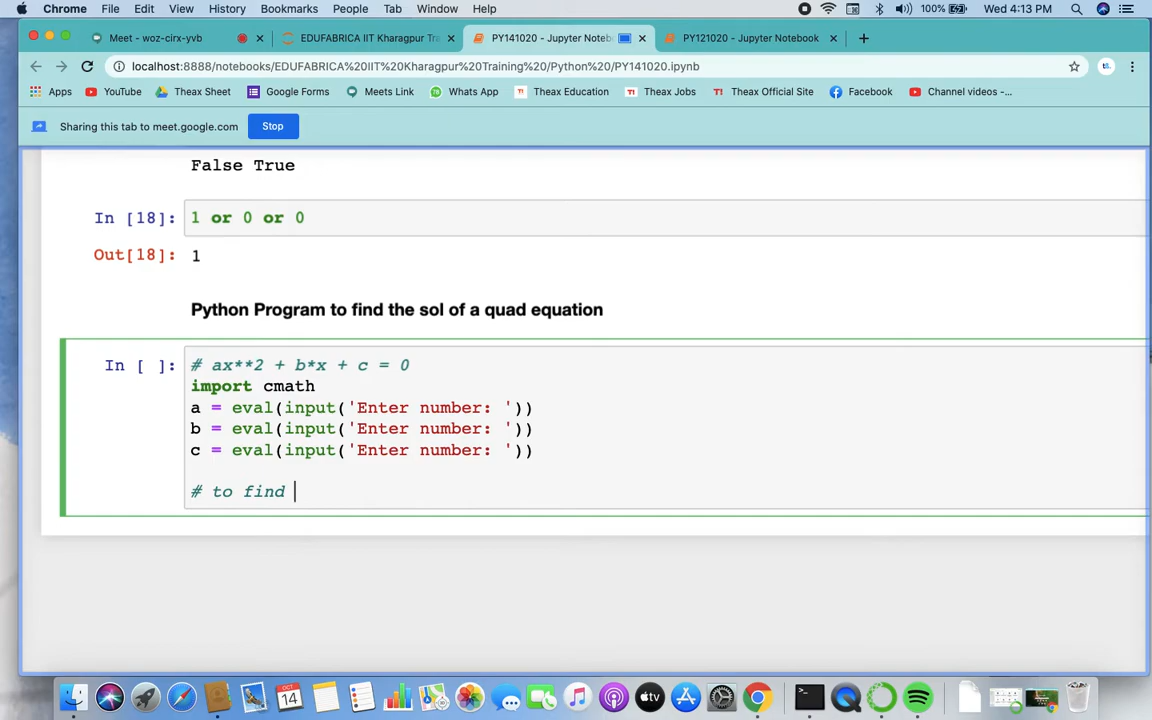 Chrome File Edit View History Bookmarks People Tab Window Help 100% Wed 4:13 PM
Meet - woz-cirx-yvb EDUFABRICA IIT Kharagpur Tra PY141020 - Jupyter Noteb PY121020 - Jupyter Notebook
localhost:8888/notebooks/EDUFABRICA%20IIT%20Kharagpur%20Training%20/Python%20/PY141020.ipynb
Apps YouTube Theax Sheet Google Forms Meets Link Whats App Theax Education Theax Jobs Theax Official Site Facebook Channel videos -...
Sharing this tab to meet.google.com Stop
False True
In [18]: 1 or 0 or 0
Out[18]: 1
Python Program to find the sol of a quad equation
In [ ]: # ax**2 + b*x + c = 0
import cmath
a = eval(input('Enter number: '))
b = eval(input('Enter number: '))
c = eval(input('Enter number: '))
# to find